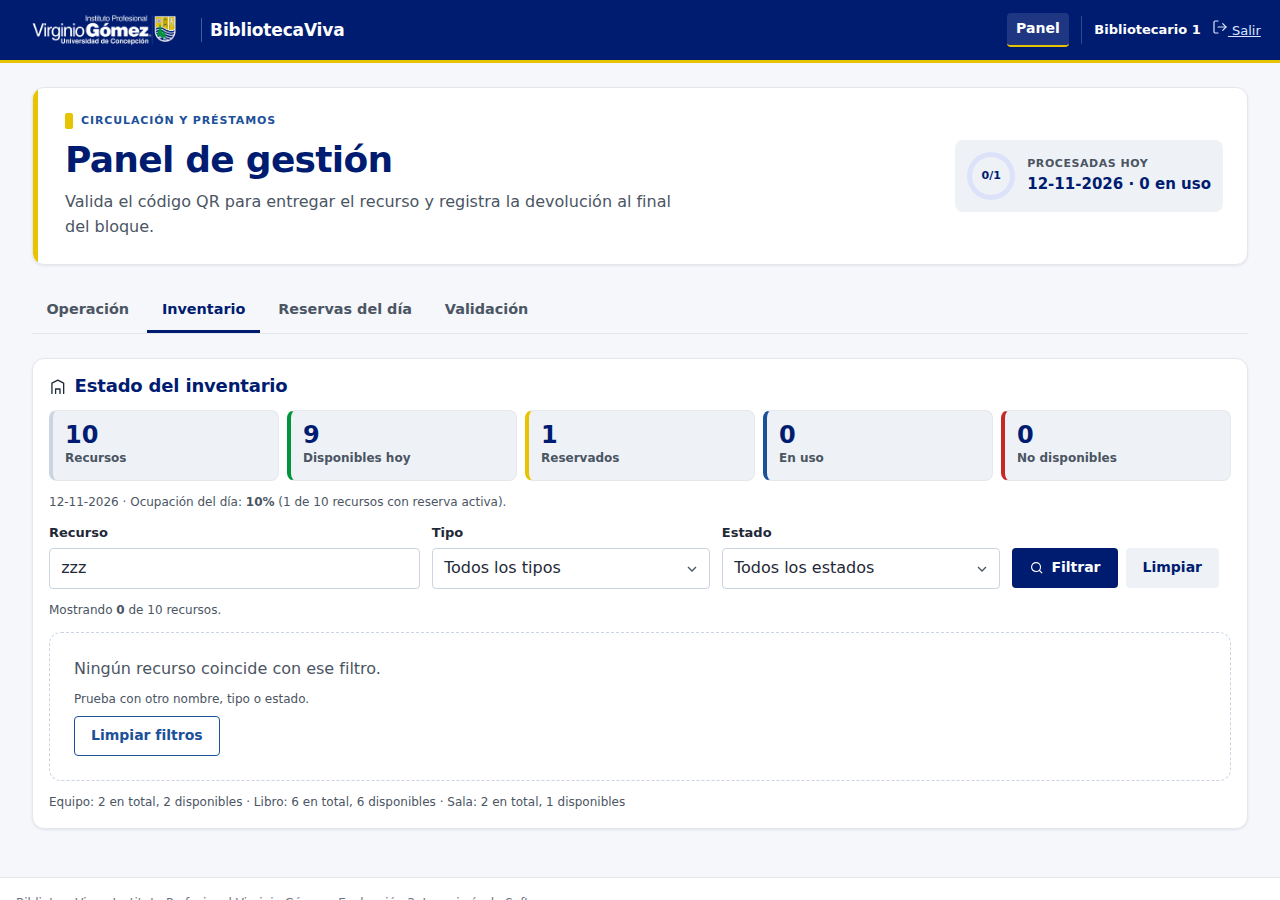 Instituto Profesional
VirginioGómez
Universidad de Concepción
BibliotecaViva
Panel
Bibliotecario 1
Salir
CIRCULACIÓN Y PRÉSTAMOS
Panel de gestión
Valida el código QR para entregar el recurso y registra la devolución al final
del bloque.
0/1
PROCESADAS HOY
12-11-2026 · 0 en uso
Operación
Inventario
Reservas del día
Validación
Estado del inventario
10
Recursos
9
Disponibles hoy
1
Reservados
0
En uso
0
No disponibles
12-11-2026 · Ocupación del día: 10% (1 de 10 recursos con reserva activa).
Recurso
Tipo
Estado
zzz
Todos los tipos
Todos los estados
Filtrar
Limpiar
Mostrando 0 de 10 recursos.
Ningún recurso coincide con ese filtro.
Prueba con otro nombre, tipo o estado.
Limpiar filtros
Equipo: 2 en total, 2 disponibles · Libro: 6 en total, 6 disponibles · Sala: 2 en total, 1 disponibles